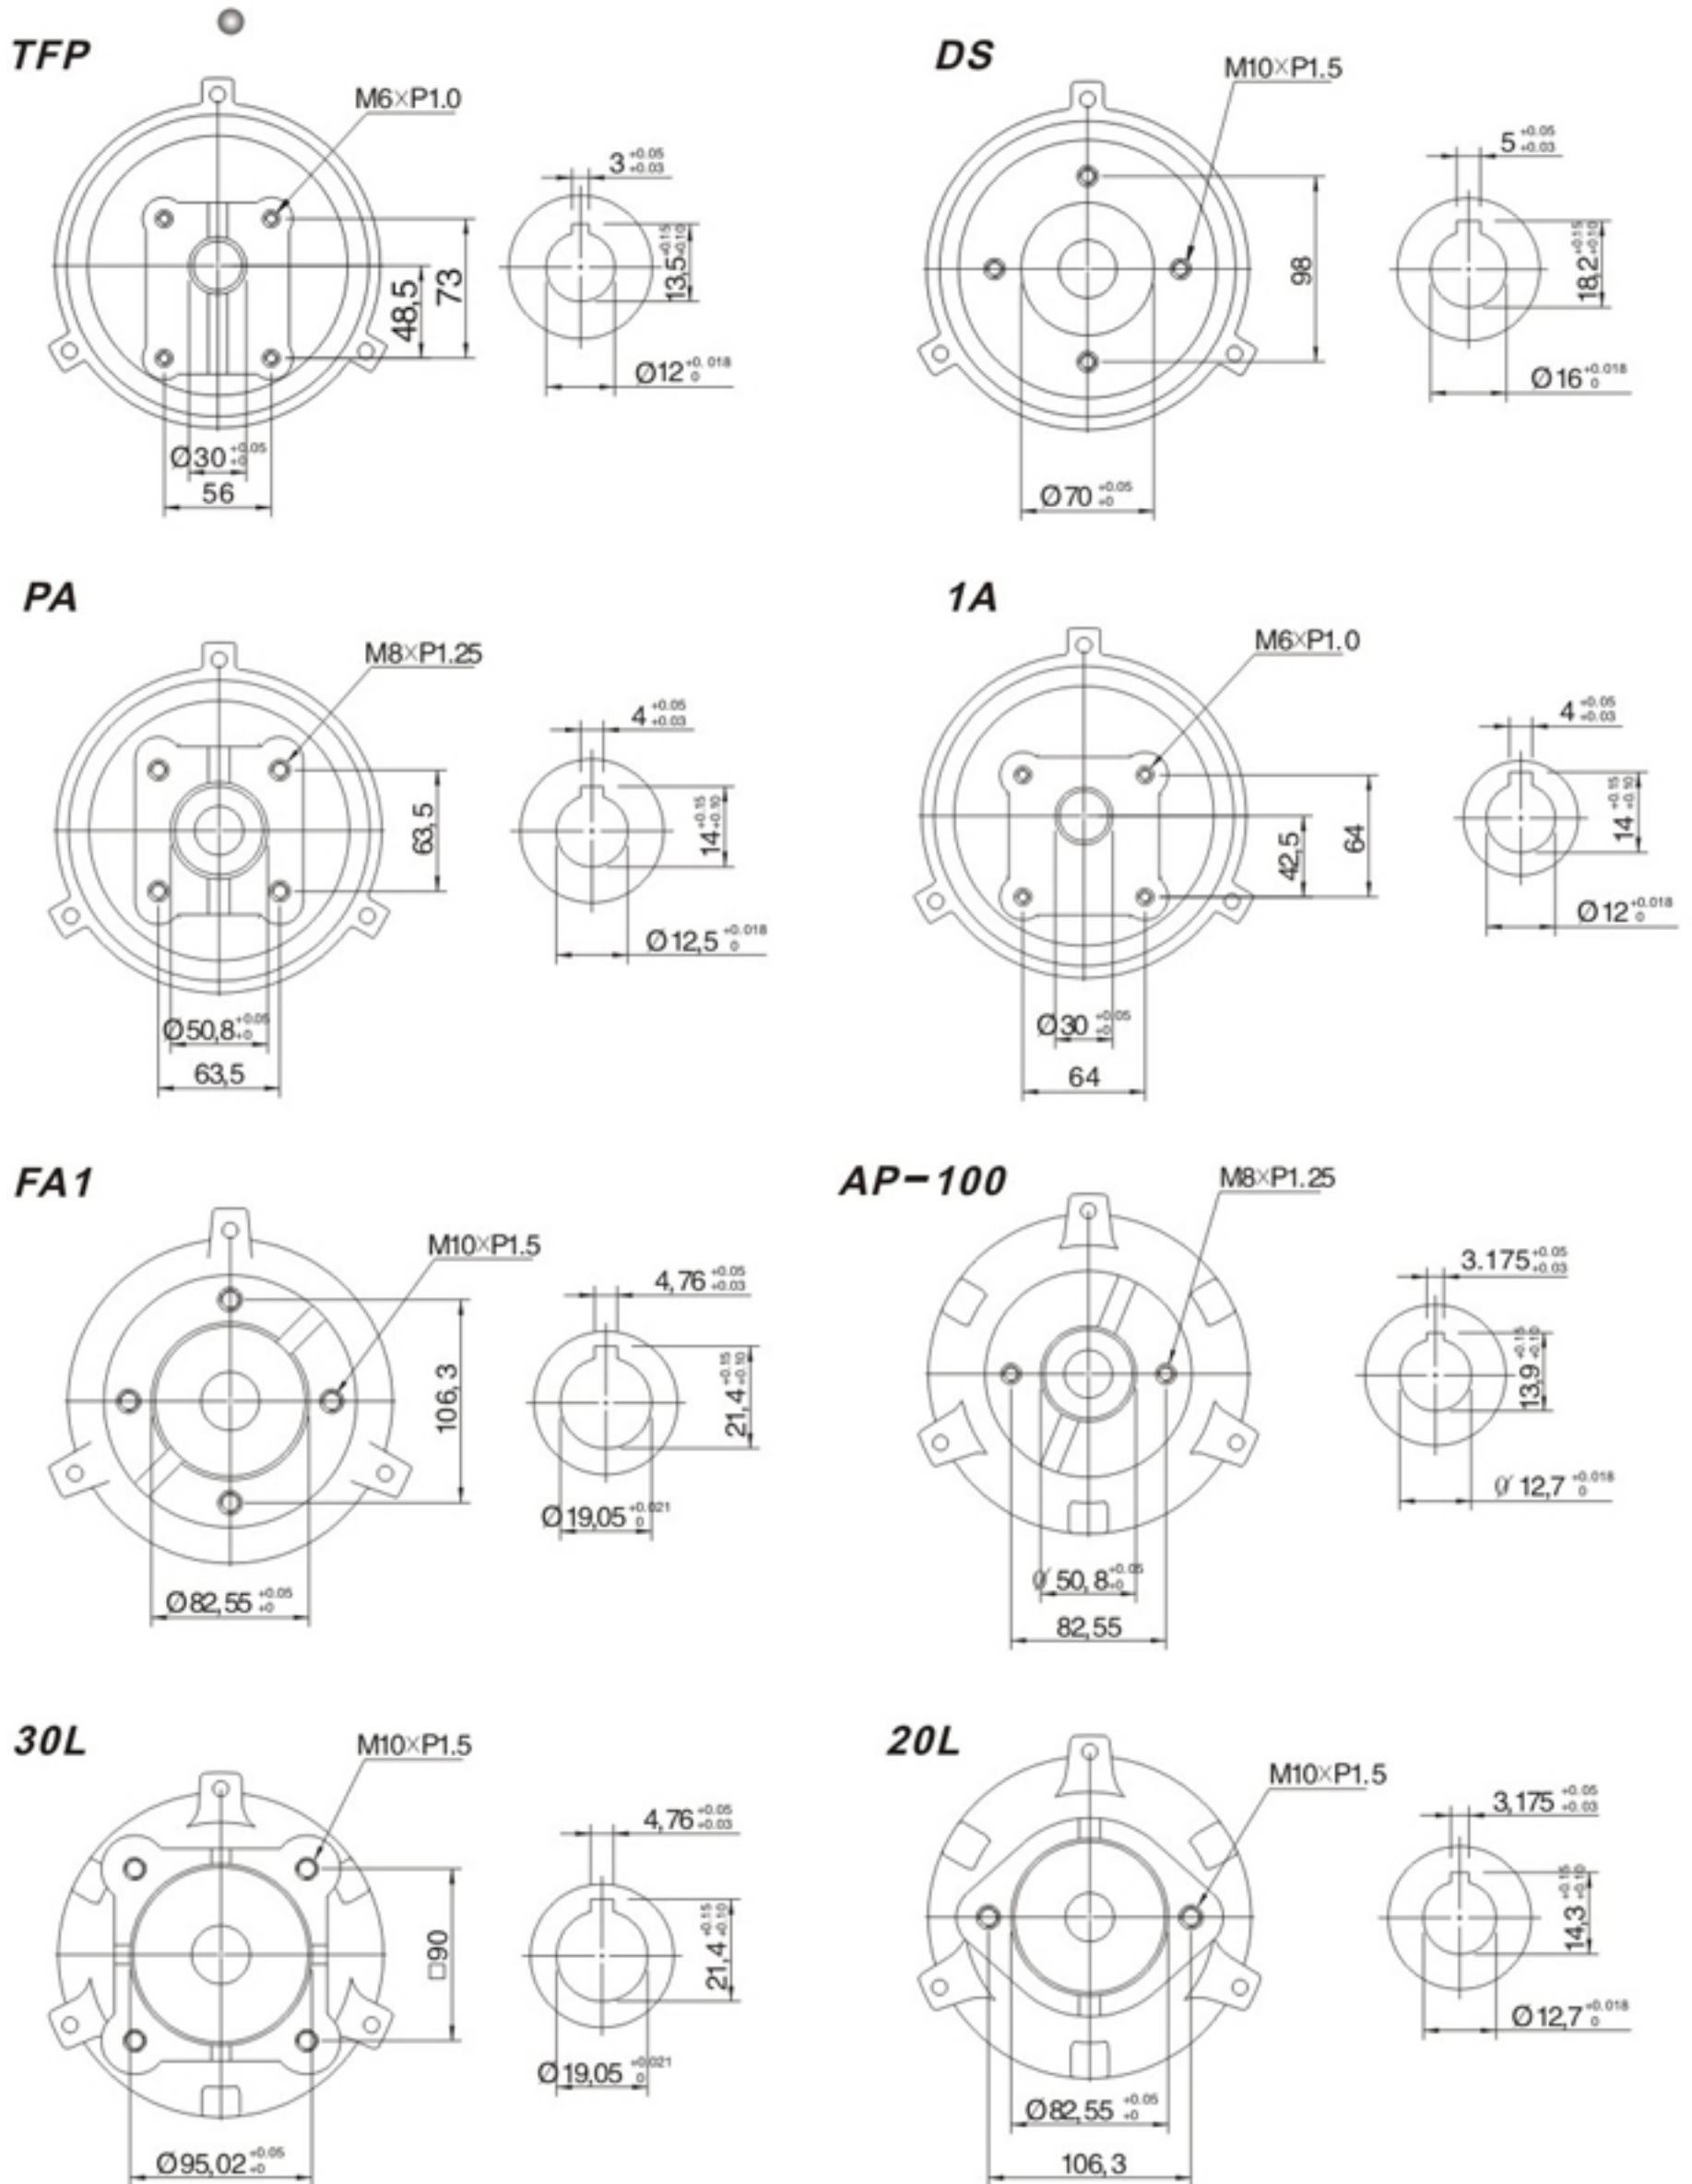 TFP
M6×P1.0
3 +0.05 +0.03
13,5 +0.15 +0.10
Ø12 +0.018 0
73
48,5
Ø30 +0.05 +0
56
DS
M10×P1.5
5 +0.05 +0.03
18,2 +0.15 +0.10
Ø16 +0.018 0
98
Ø70 +0.05 +0
PA
M8×P1.25
4 +0.05 +0.03
14 +0.15 +0.10
Ø12,5 +0.018 0
63,5
Ø50,8 +0.05 +0
63,5
1A
M6×P1.0
4 +0.05 +0.03
14 +0.15 +0.10
Ø12 +0.018 0
64
42,5
Ø30 +0.05 +0
64
FA1
M10×P1.5
4,76 +0.05 +0.03
21,4 +0.15 +0.10
Ø19,05 +0.021 0
106,3
Ø82,55 +0.05 +0
AP-100
M8×P1.25
3.175 +0.05 +0.03
13,9 +0.15 +0.10
Ø12,7 +0.018 0
Ø50,8 +0.05 +0
82,55
30L
M10×P1.5
4,76 +0.05 +0.03
21,4 +0.15 +0.10
Ø19,05 +0.021 0
□90
Ø95,02 +0.05 +0
20L
M10×P1.5
3,175 +0.05 +0.03
14,3 +0.15 +0.10
Ø12,7 +0.018 0
Ø82,55 +0.05 +0
106,3